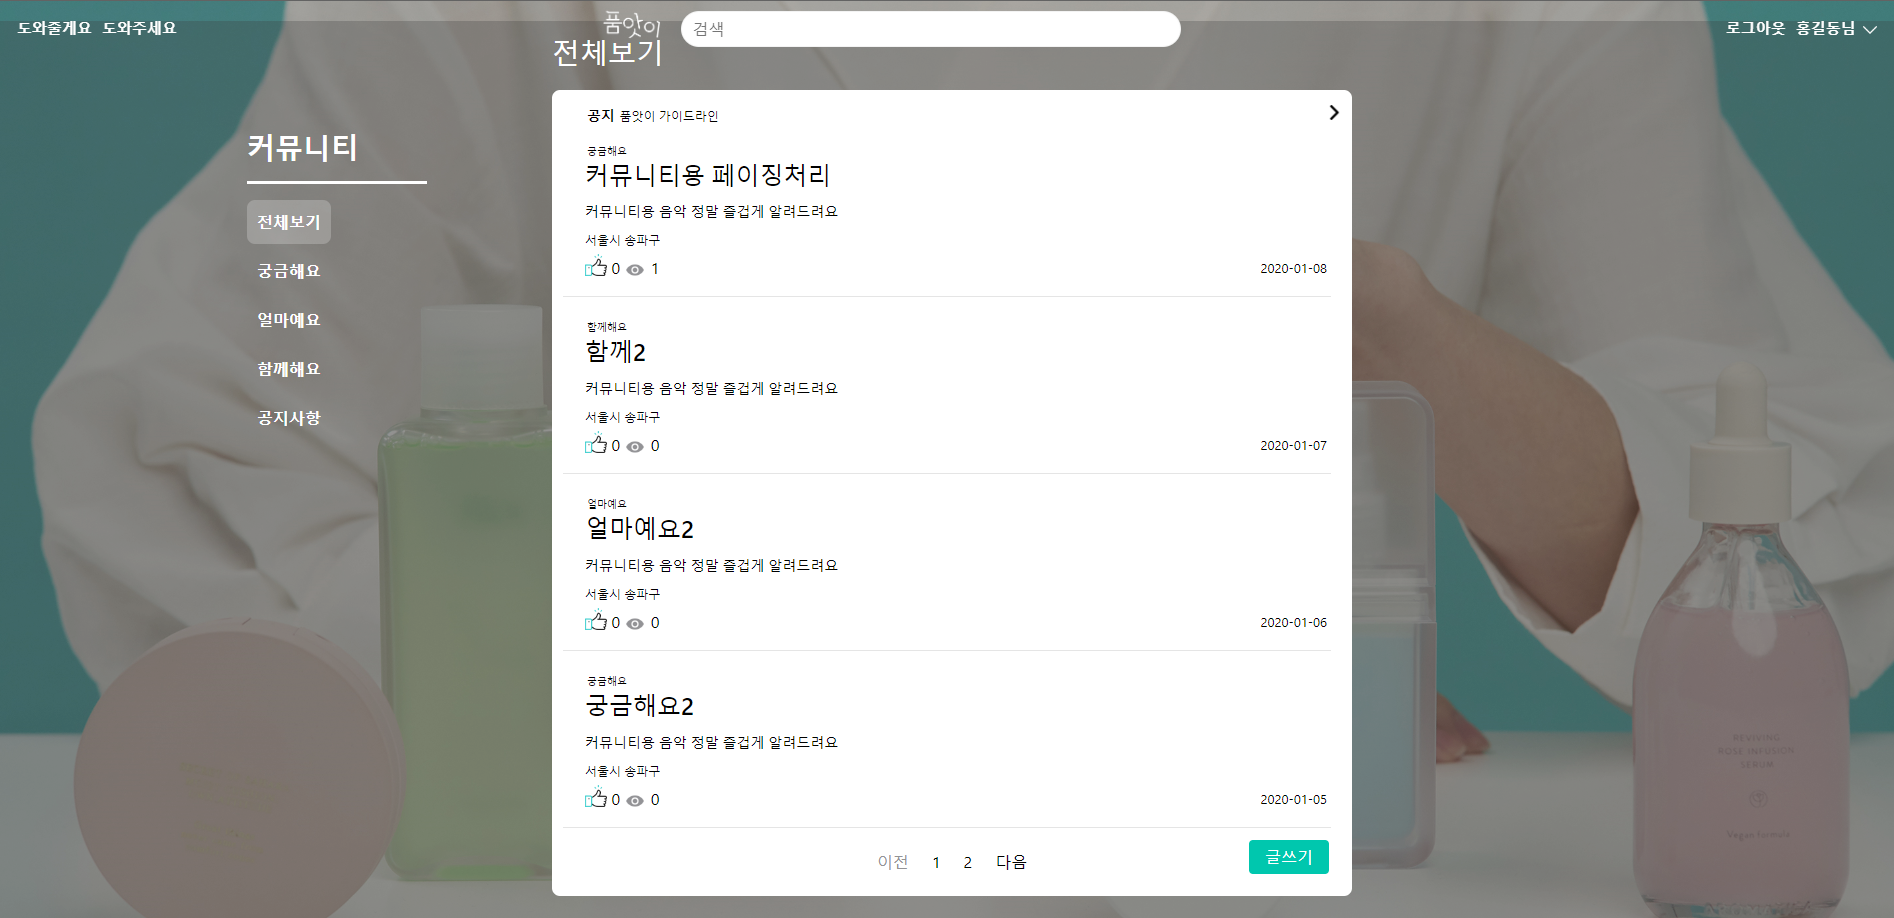 도와줄게요 도와주세요 품앗이 검색 로그아웃 홍길동님
전체보기
커뮤니티
전체보기
궁금해요
얼마예요
함께해요
공지사항
공지 품앗이 가이드라인
궁금해요
커뮤니티용 페이징처리
커뮤니티용 음악 정말 즐겁게 알려드려요
서울시 송파구
0 1 2020-01-08
함께해요
함께2
커뮤니티용 음악 정말 즐겁게 알려드려요
서울시 송파구
0 0 2020-01-07
얼마예요
얼마예요2
커뮤니티용 음악 정말 즐겁게 알려드려요
서울시 송파구
0 0 2020-01-06
궁금해요
궁금해요2
커뮤니티용 음악 정말 즐겁게 알려드려요
서울시 송파구
0 0 2020-01-05
이전 1 2 다음 글쓰기
REVIVING
ROSE INFUSION
SERUM
Vegan Formula